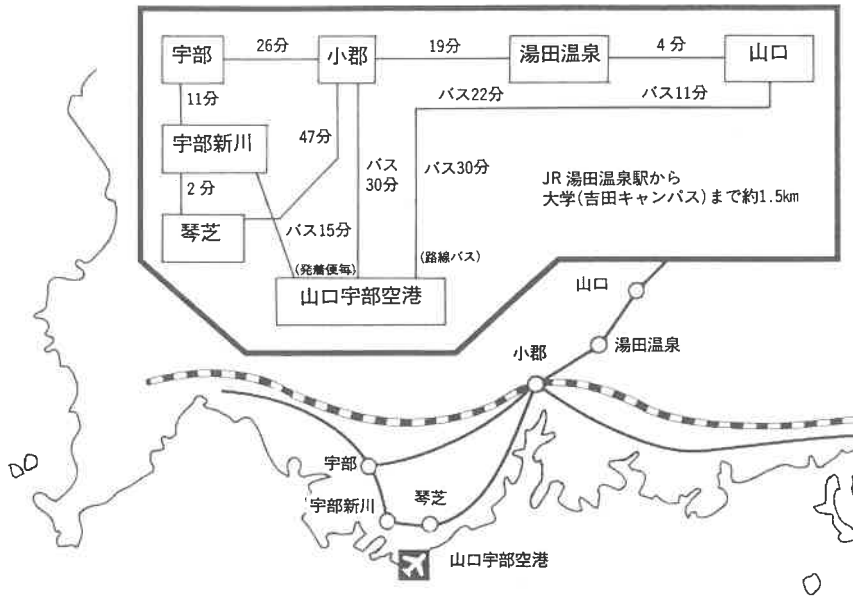 26分
19分
4分
宇部
小郡
湯田温泉
山口
11分
バス22分
バス11分
47分
宇部新川
バス
30分
バス30分
JR 湯田温泉駅から
大学(吉田キャンパス)まで約1.5km
2分
琴芝
バス15分
(発着便毎)
(路線バス)
山口宇部空港
山口
湯田温泉
小郡
宇部
宇部新川
琴芝
山口宇部空港